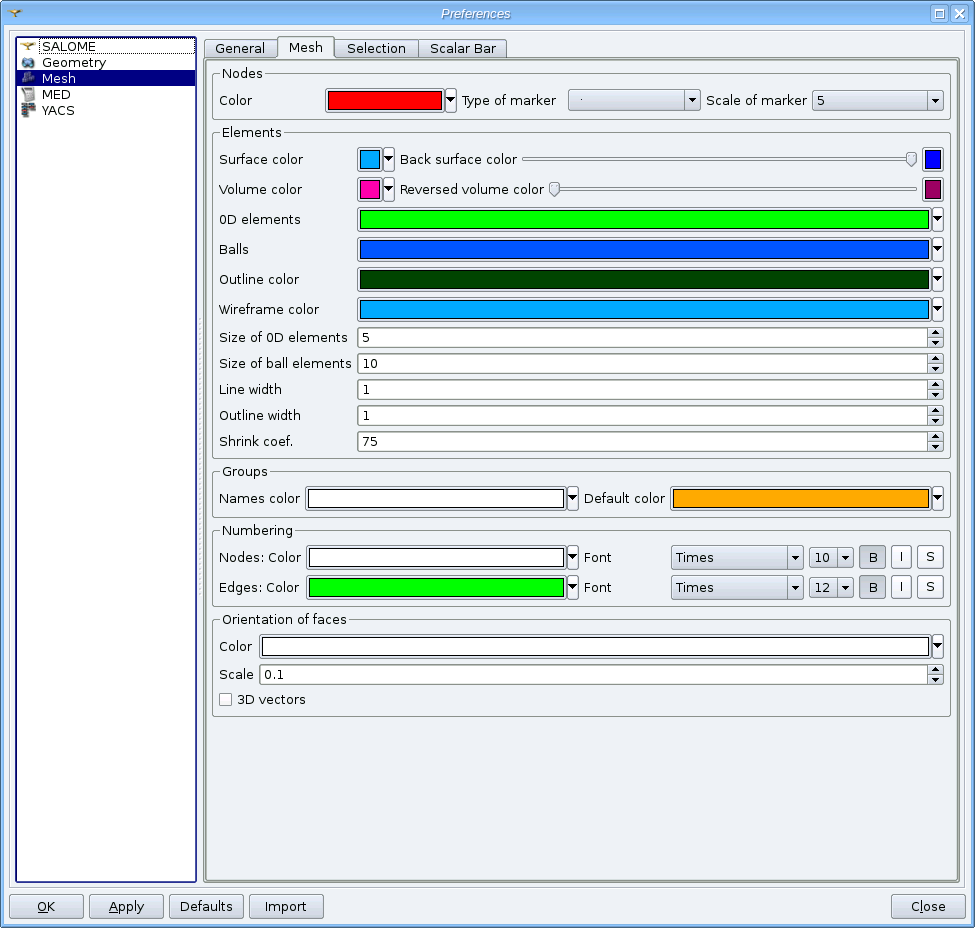 Preferences
SALOME
Geometry
Mesh
MED
YACS
General Mesh Selection Scalar Bar
Nodes
Color Type of marker Scale of marker 5
Elements
Surface color Back surface color
Volume color Reversed volume color
0D elements
Balls
Outline color
Wireframe color
Size of 0D elements 5
Size of ball elements 10
Line width 1
Outline width 1
Shrink coef. 75
Groups
Names color Default color
Numbering
Nodes: Color Font Times 10 B I S
Edges: Color Font Times 12 B I S
Orientation of faces
Color
Scale 0.1
3D vectors
OK Apply Defaults Import Close